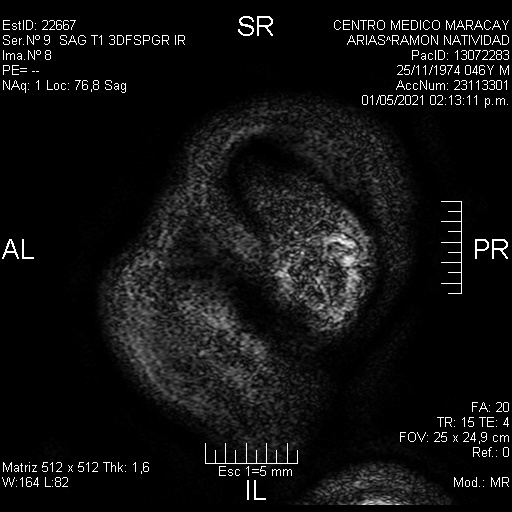 EstID: 22667
Ser.Nº 9 SAG T1 3DFSPGR IR
Ima.Nº 8
PE= --
NAq: 1 Loc: 76,8 Sag
SR
CENTRO MEDICO MARACAY
ARIAS^RAMON NATIVIDAD
PacID: 13072283
25/11/1974 046Y M
AccNum: 23113301
01/05/2021 02:13:11 p.m.
AL
PR
FA: 20
TR: 15 TE: 4
FOV: 25 x 24,9 cm
Ref.: 0
Matriz 512 x 512 Thk: 1,6
W:164 L:82
Esc 1=5 mm
IL
Mod.: MR